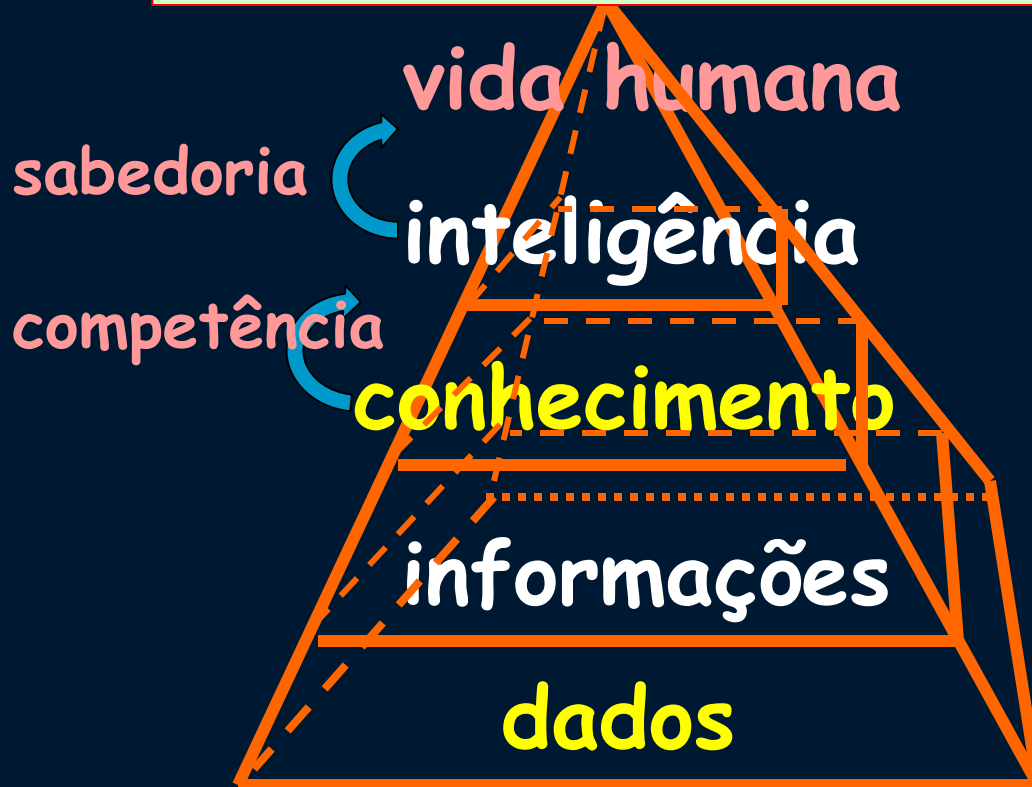 vida humana
sabedoria
inteligência
competência
conhecimento
informações
dados